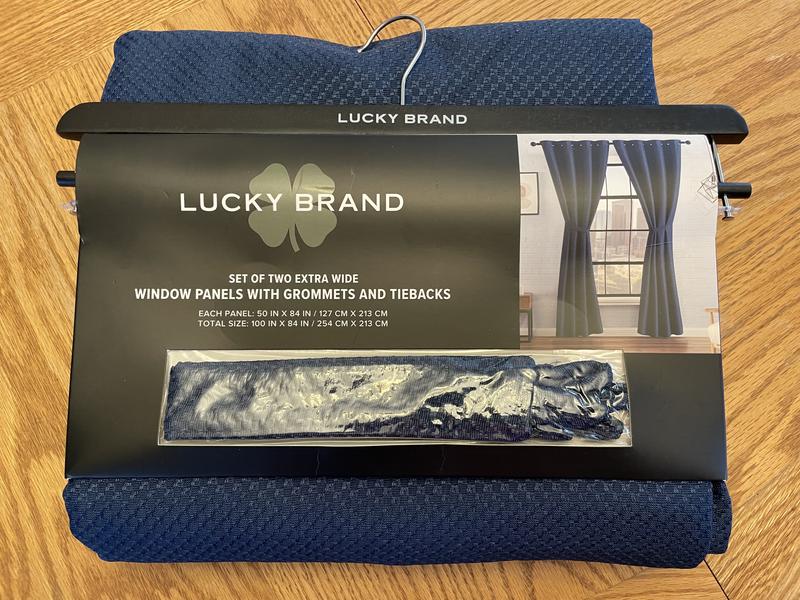 LUCKY BRAND
LUCKY BRAND
SET OF TWO EXTRA WIDE
WINDOW PANELS WITH GROMMETS AND TIEBACKS
EACH PANEL: 50 IN X 84 IN / 127 CM X 213 CM
TOTAL SIZE: 100 IN X 84 IN / 254 CM X 213 CM